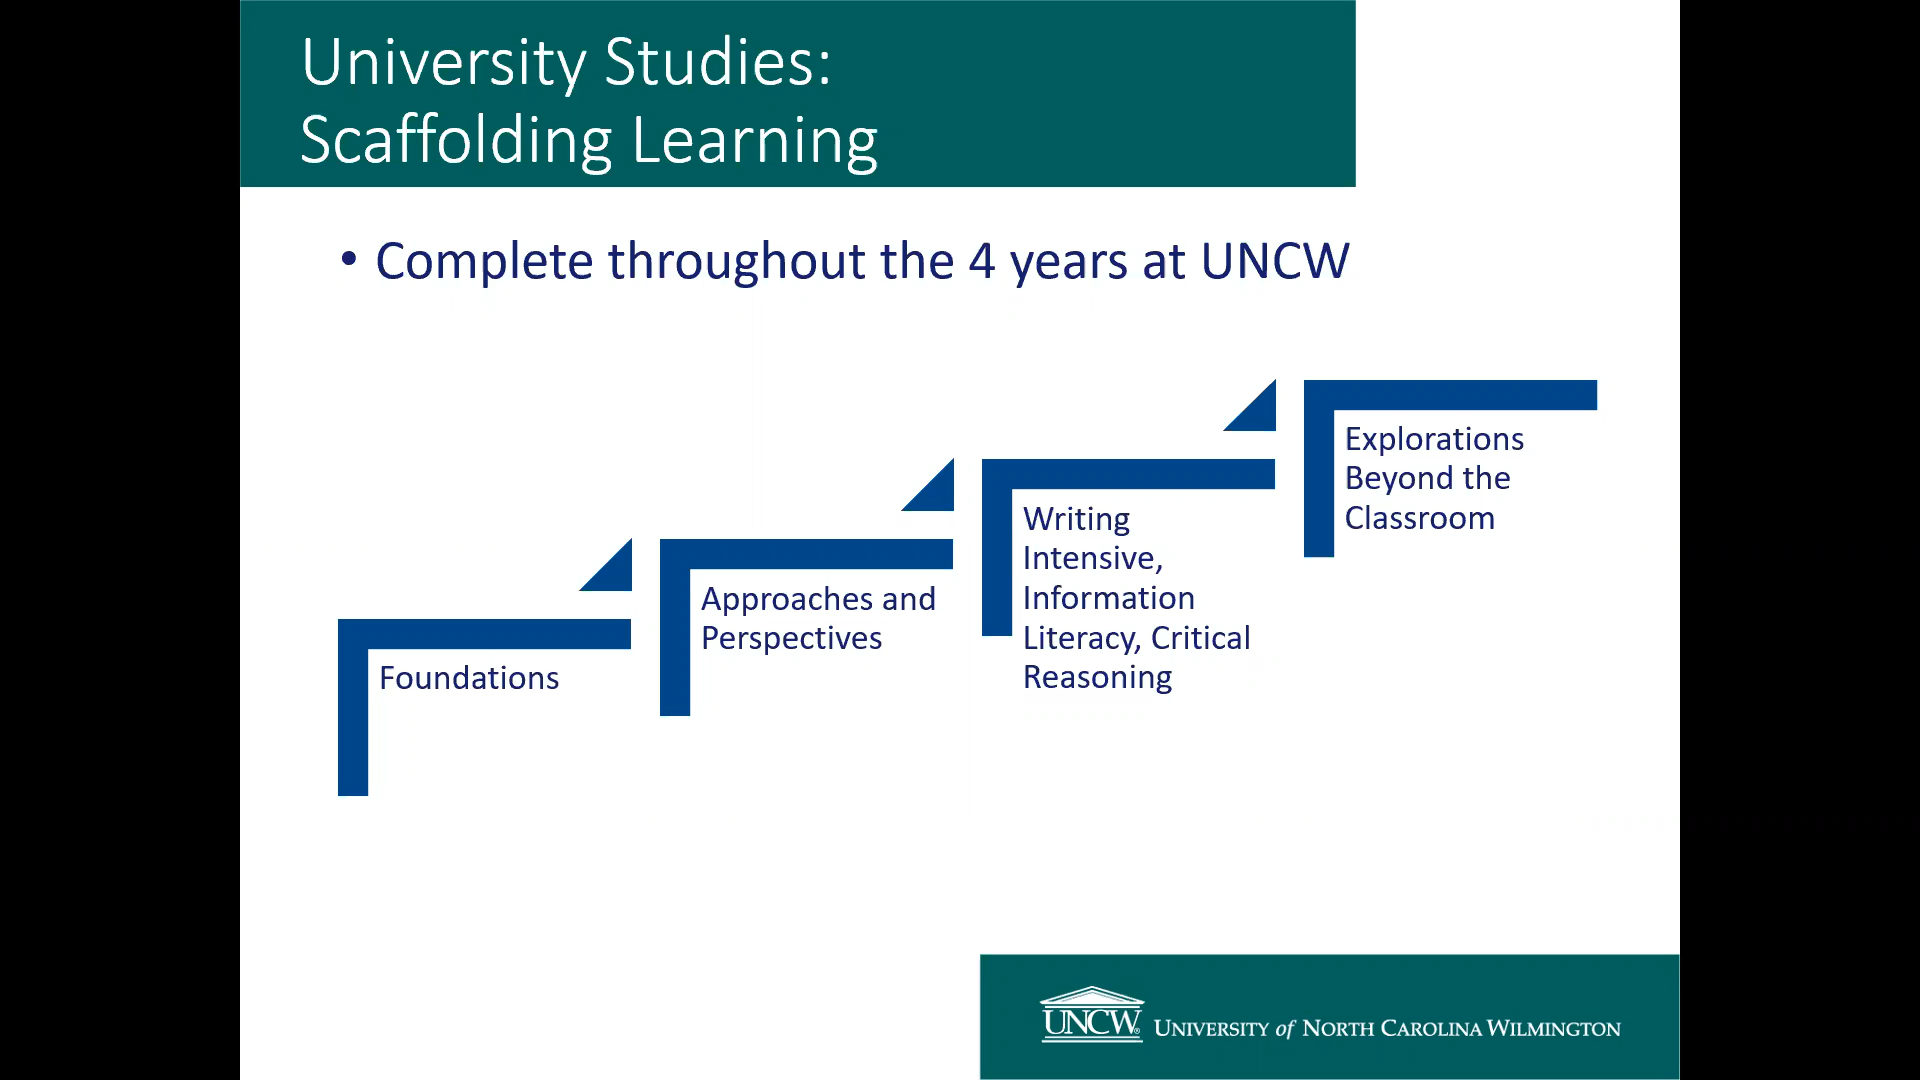 University Studies:
Scaffolding Learning
• Complete throughout the 4 years at UNCW
Foundations
Approaches and
Perspectives
Writing
Intensive,
Information
Literacy, Critical
Reasoning
Explorations
Beyond the
Classroom
UNCW® UNIVERSITY of NORTH CAROLINA WILMINGTON